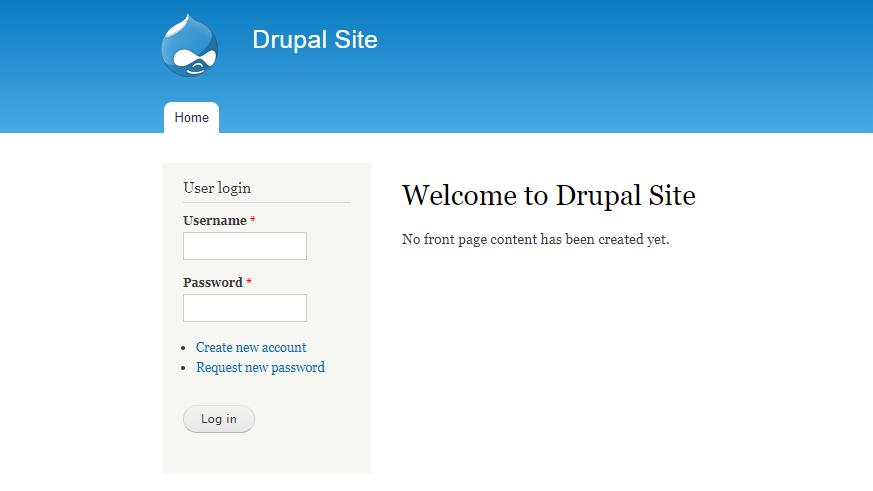 Drupal Site
Home
User login
Username *
Password *
Create new account
Request new password
Log in
Welcome to Drupal Site
No front page content has been created yet.